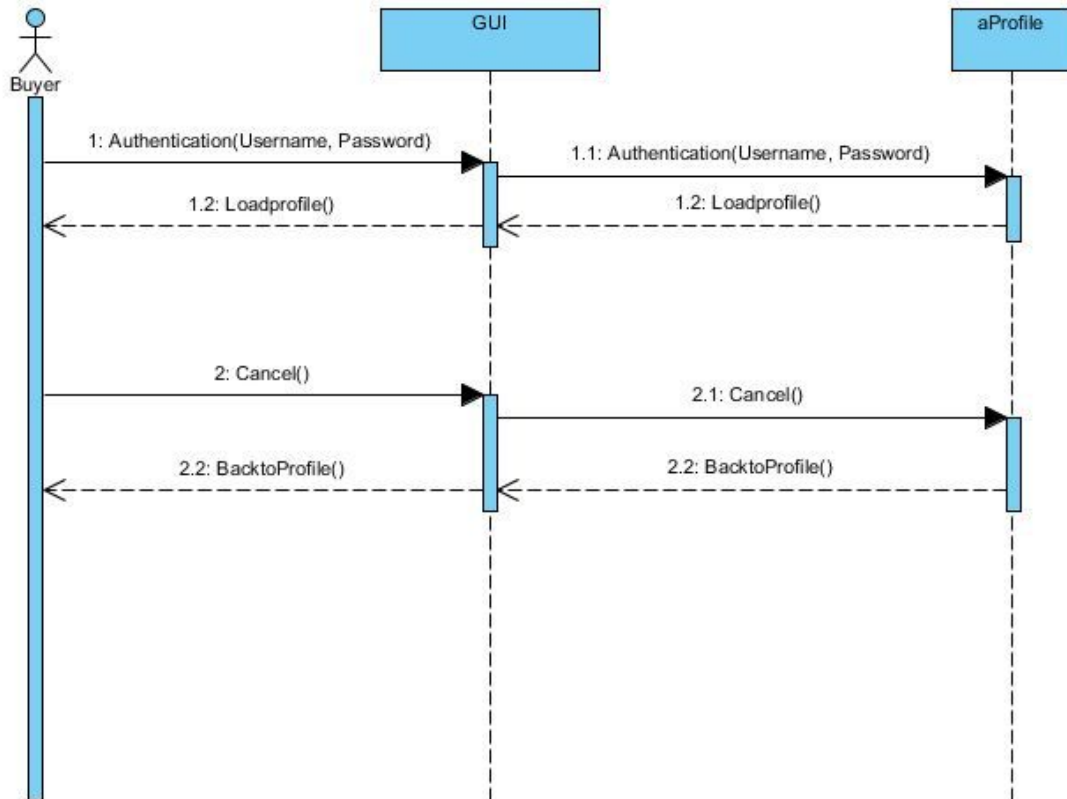 GUI
aProfile
Buyer
1: Authentication(Username, Password)
1.1: Authentication(Username, Password)
1.2: Loadprofile()
1.2: Loadprofile()
2: Cancel()
2.1: Cancel()
2.2: BacktoProfile()
2.2: BacktoProfile()